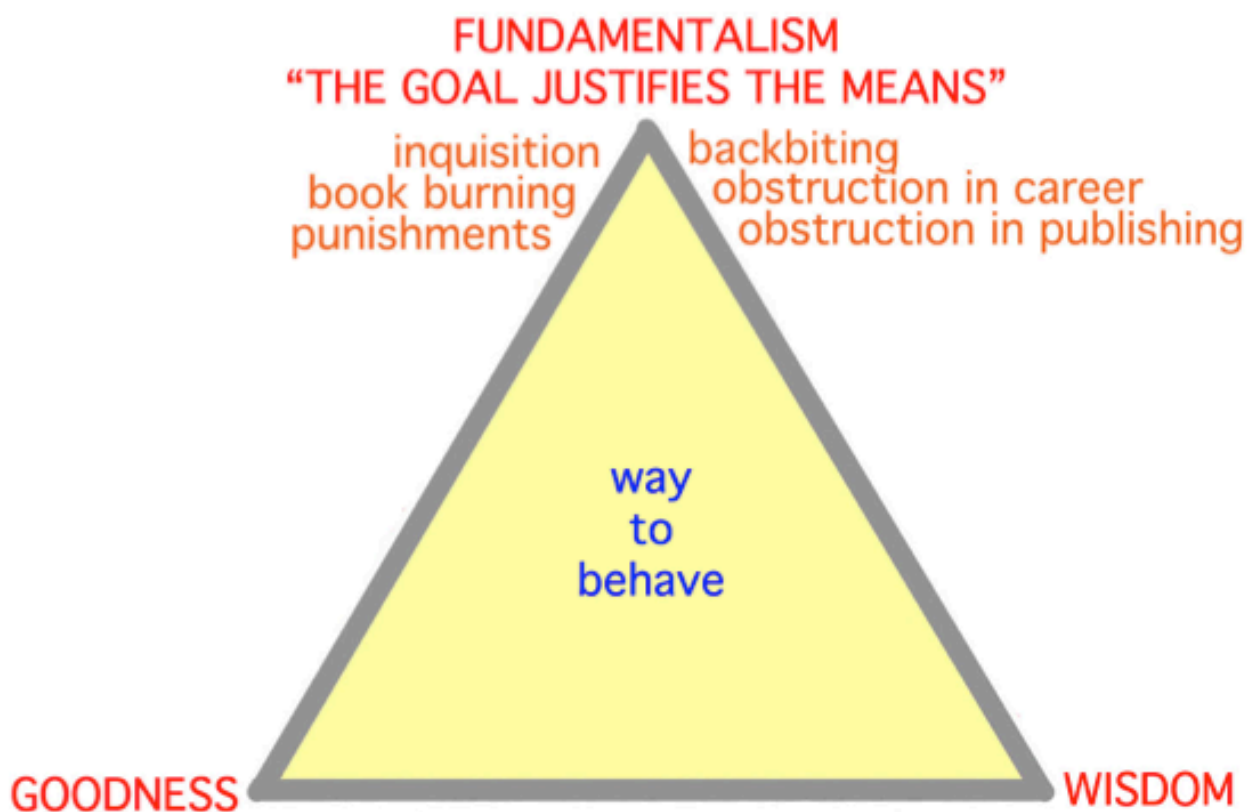 FUNDAMENTALISM
“THE GOAL JUSTIFIES THE MEANS”
inquisition
book burning
punishments
backbiting
obstruction in career
obstruction in publishing
way
to
behave
GOODNESS
WISDOM